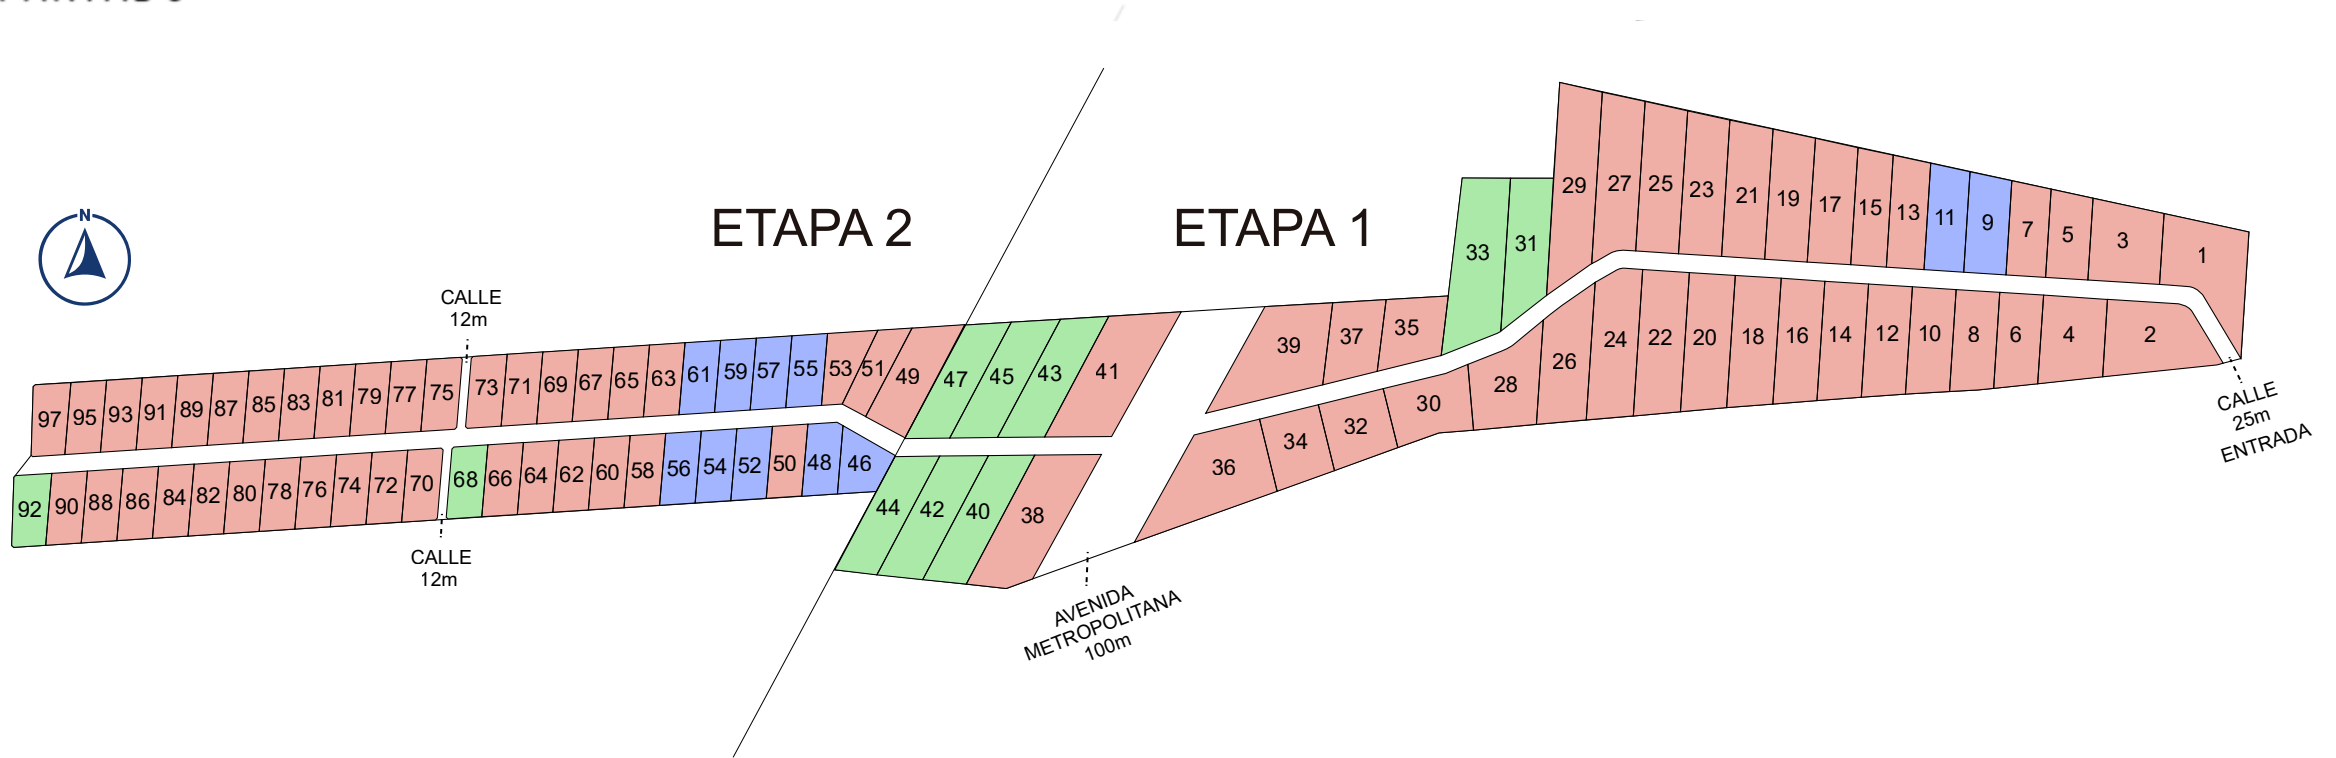 ETAPA 2
ETAPA 1
N
CALLE
12m
29 27 25 23 21 19 17 15 13 11 9 7 5 3 1
33 31
39 37 35
26 24 22 20 18 16 14 12 10 8 6 4 2
36 34 32 30 28
CALLE
25m
ENTRADA
97 95 93 91 89 87 85 83 81 79 77 75 73 71 69 67 65 63 61 59 57 55 53 51 49 47 45 43 41
92 90 88 86 84 82 80 78 76 74 72 70 68 66 64 62 60 58 56 54 52 50 48 46
44 42 40 38
CALLE
12m
AVENIDA
METROPOLITANA
100m